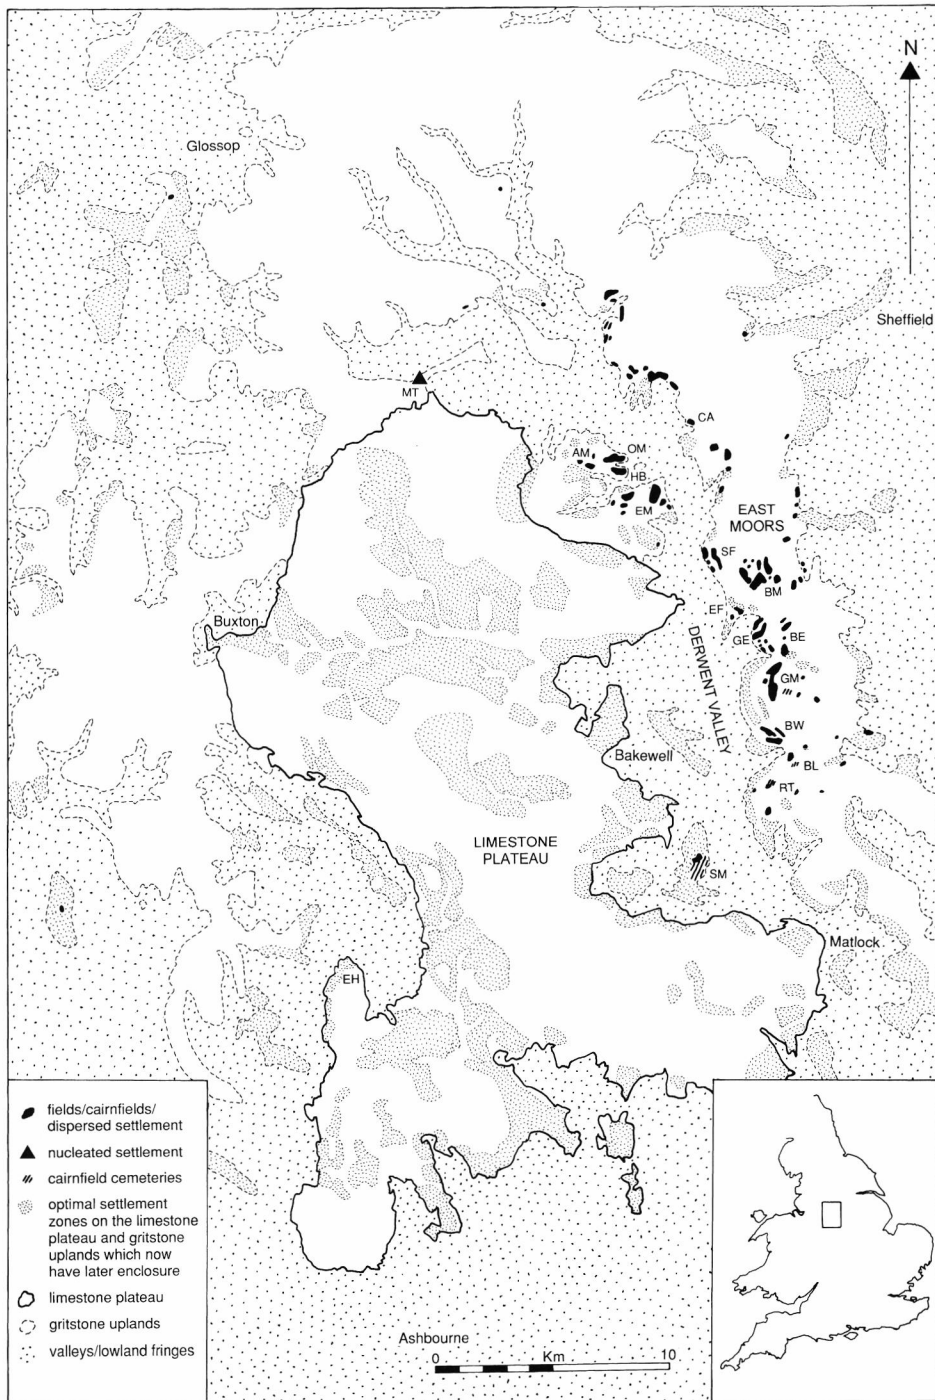 N
Glossop
Sheffield
MT
CA
AM
OM
HB
EM
EAST
MOORS
SF
BM
Buxton
EF
GE
BE
DERWENT VALLEY
GM
BW
Bakewell
BL
RT
LIMESTONE
PLATEAU
SM
Matlock
EH
fields/cairnfields/
dispersed settlement
nucleated settlement
cairnfield cemeteries
optimal settlement
zones on the limestone
plateau and gritstone
uplands which now
have later enclosure
limestone plateau
gritstone uplands
valleys/lowland fringes
Ashbourne
0 Km 10